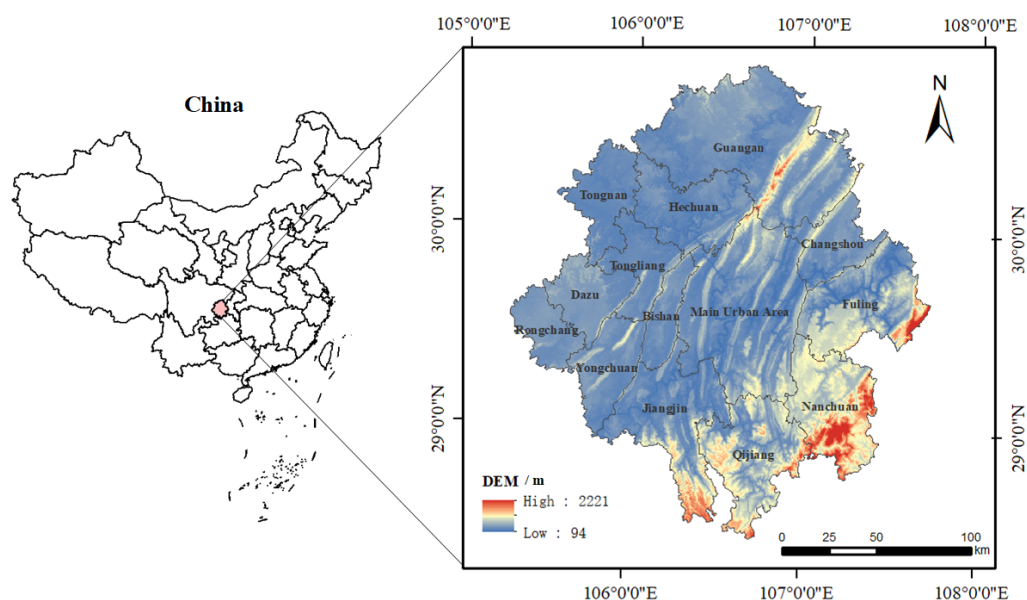 China
105°0'0"E
106°0'0"E
107°0'0"E
108°0'0"E
30°0'0"N
29°0'0"N
30°0'0"N
29°0'0"N
N
Guangan
Tongnan
Hechuan
Changshou
Tongliang
Dazu
Fuling
Bishan
Main Urban Area
Rongchang
Yongchuan
Jiangjin
Nanchuan
Qijiang
DEM / m
High : 2221
Low : 94
0 25 50 100
km
106°0'0"E
107°0'0"E
108°0'0"E